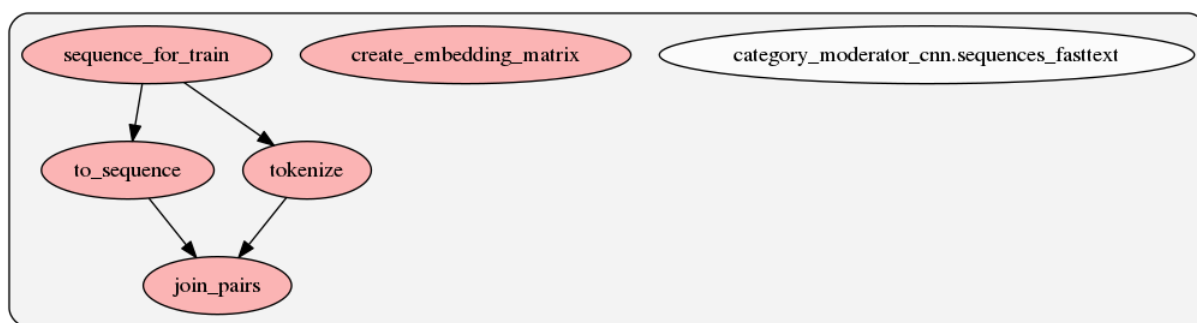 sequence_for_train
create_embedding_matrix
category_moderator_cnn.sequences_fasttext
to_sequence
tokenize
join_pairs